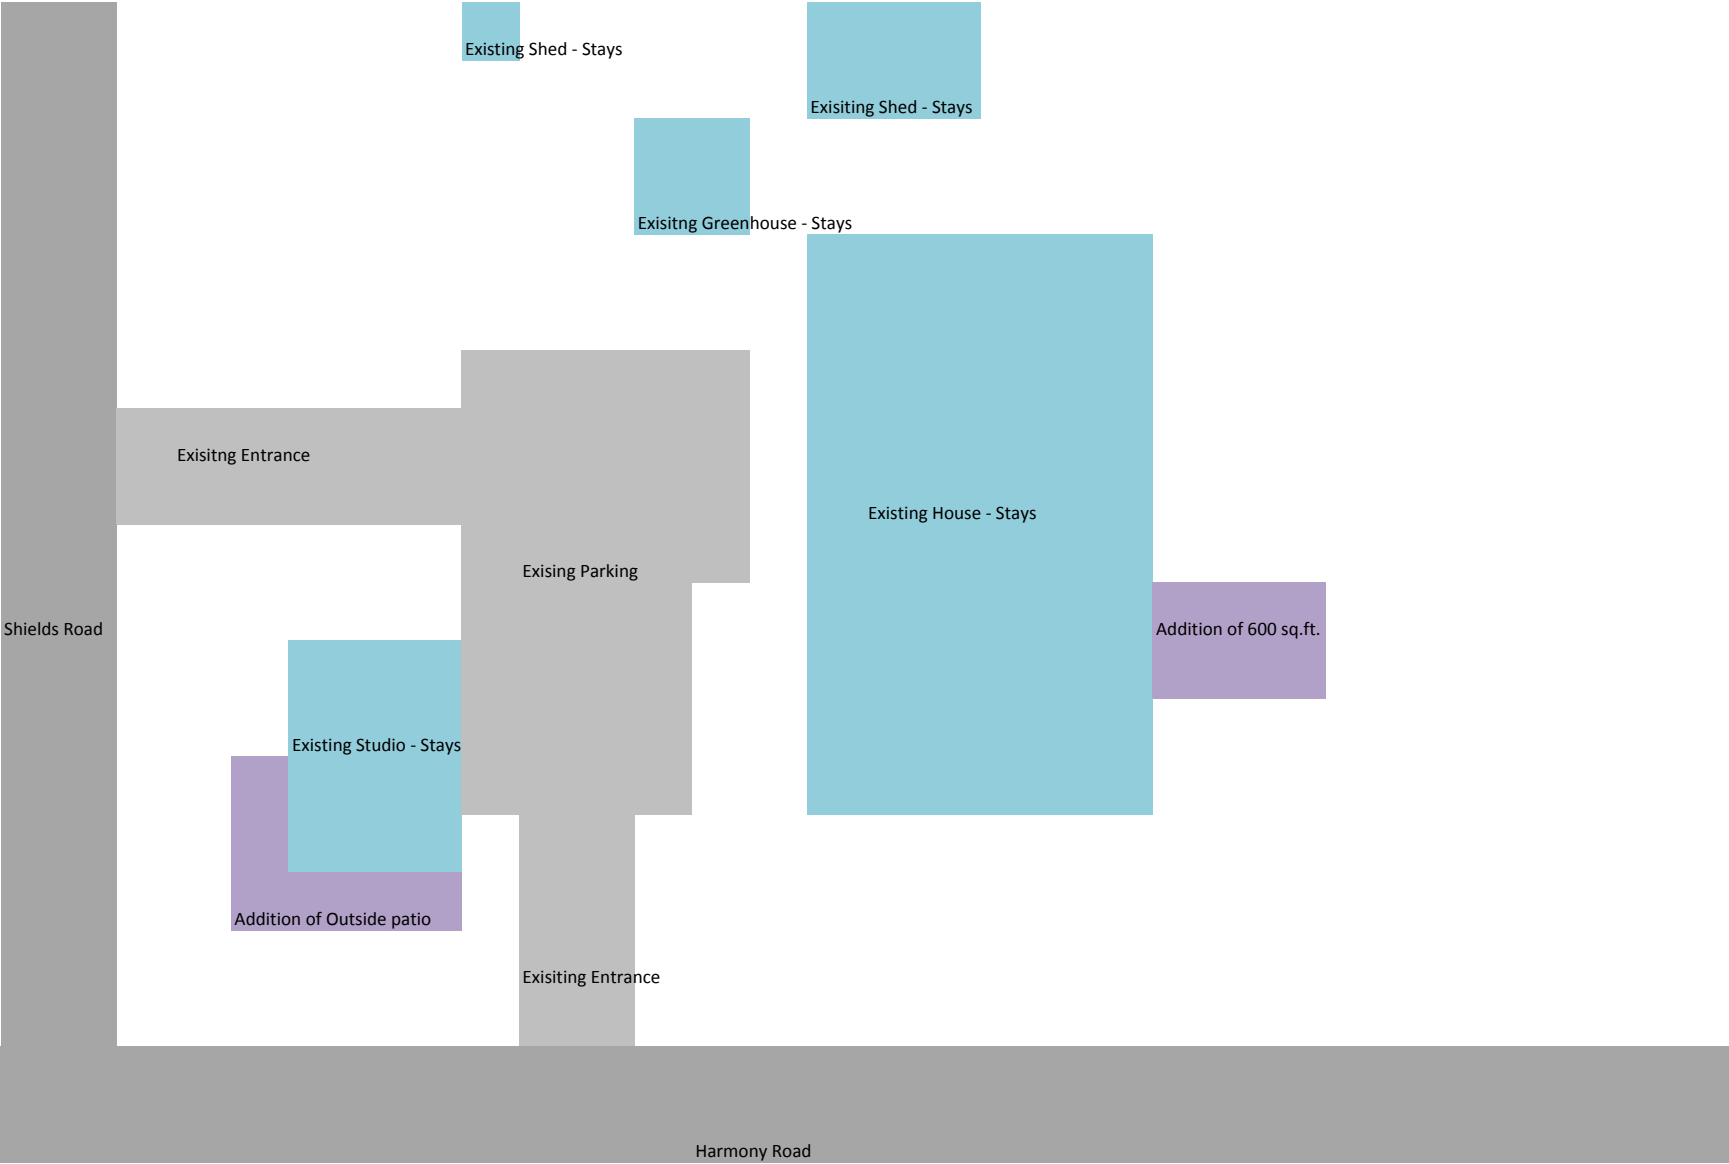 Existing Shed - Stays
Exisiting Shed - Stays
Exisitng Greenhouse - Stays
Exisitng Entrance
Existing House - Stays
Exising Parking
Shields Road
Addition of 600 sq.ft.
Existing Studio - Stays
Addition of Outside patio
Exisiting Entrance
Harmony Road